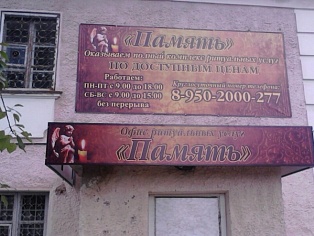 «Память»
Оказываем полный комплекс ритуальных услуг
ПО ДОСТУПНЫМ ЦЕНАМ
Работаем:
ПН-ПТ с 9.00 до 18.00
СБ-ВС с 9.00 до 15.00
без перерыва
Круглосуточный номер телефона:
8-950-2000-277
Офис ритуальных услуг
«Память»